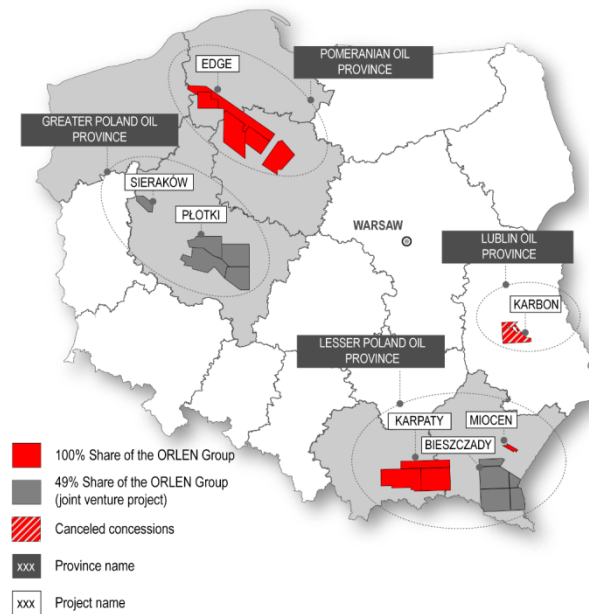 POMERANIAN OIL
PROVINCE
EDGE
GREATER POLAND OIL
PROVINCE
SIERAKÓW
PŁOTKI
WARSAW
LUBLIN OIL
PROVINCE
KARBON
LESSER POLAND OIL
PROVINCE
MIOCEN
KARPATY
BIESZCZADY
100% Share of the ORLEN Group
49% Share of the ORLEN Group
(joint venture project)
Canceled concessions
xxx Province name
xxx Project name